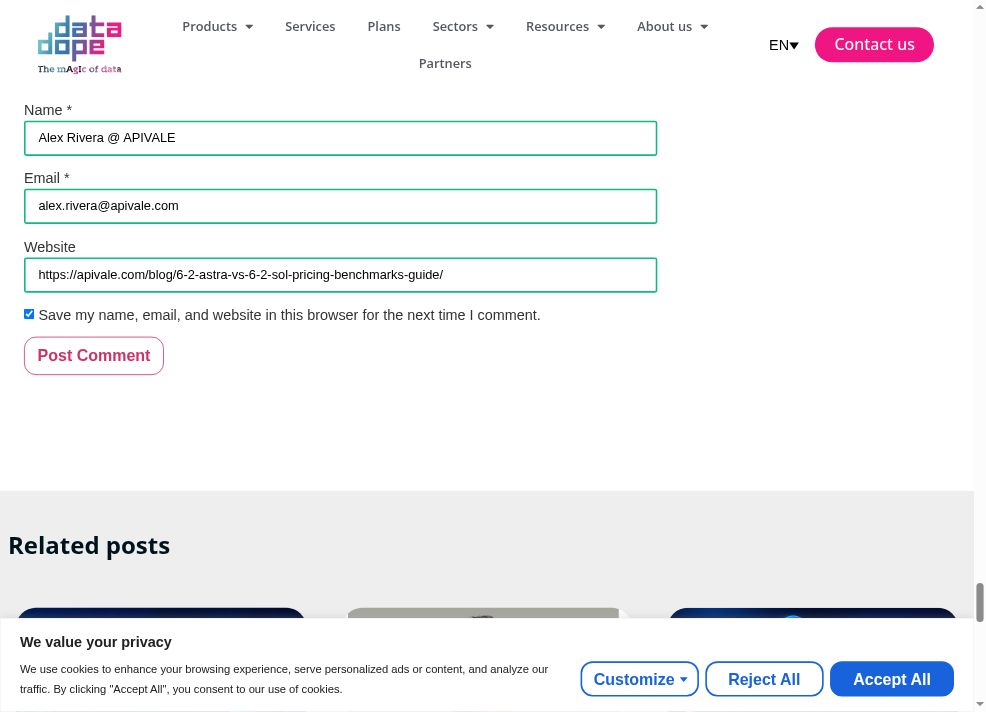 data
dope
The mAgIc of data
Products
Services
Plans
Sectors
Resources
About us
Partners
EN▼
Contact us
Name *
Alex Rivera @ APIVALE
Email *
alex.rivera@apivale.com
Website
https://apivale.com/blog/6-2-astra-vs-6-2-sol-pricing-benchmarks-guide/
Save my name, email, and website in this browser for the next time I comment.
Post Comment
Related posts
We value your privacy
We use cookies to enhance your browsing experience, serve personalized ads or content, and analyze our
traffic. By clicking "Accept All", you consent to our use of cookies.
Customize
Reject All
Accept All